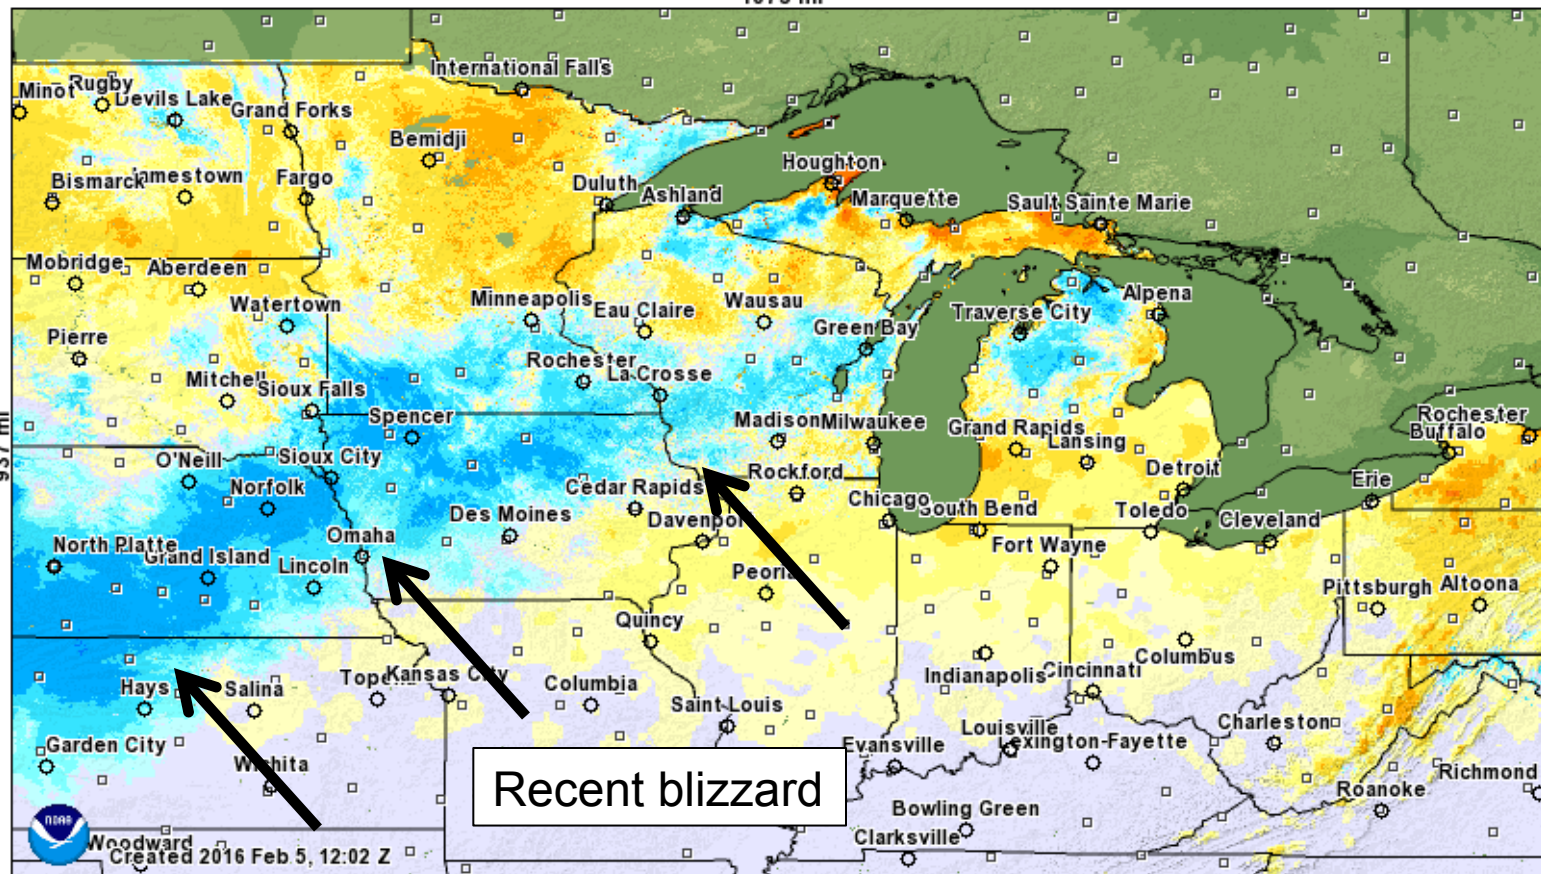 International Falls
Minot
Rugby
Devils Lake
Grand Forks
Bemidji
Houghton
Bismarck
Jamestown
Fargo
Duluth
Ashland
Marquette
Sault Sainte Marie
Mobridge
Aberdeen
Watertown
Minneapolis
Eau Claire
Wausau
Traverse City
Alpena
Pierre
Green Bay
Rochester
La Crosse
Mitchell
Sioux Falls
Spencer
Madison
Milwaukee
Grand Rapids
Lansing
Rochester
Buffalo
O'Neill
Sioux City
Norfolk
Rockford
Detroit
Erie
Cedar Rapids
Chicago
South Bend
Des Moines
Davenpor
Toledo
Cleveland
Omaha
North Platte
Grand Island
Lincoln
Fort Wayne
Peoria
Pittsburgh
Altoona
Quincy
Columbus
Hays
Salina
Kansas City
Columbia
Indianapolis
Cincinnati
Saint Louis
Charleston
Garden City
Wichita
Evansville
Louisville
Lexington-Fayette
Recent blizzard
Richmond
Roanoke
Bowling Green
NOAA
Woodward
Clarksville
Created 2016 Feb 5, 12:02 Z